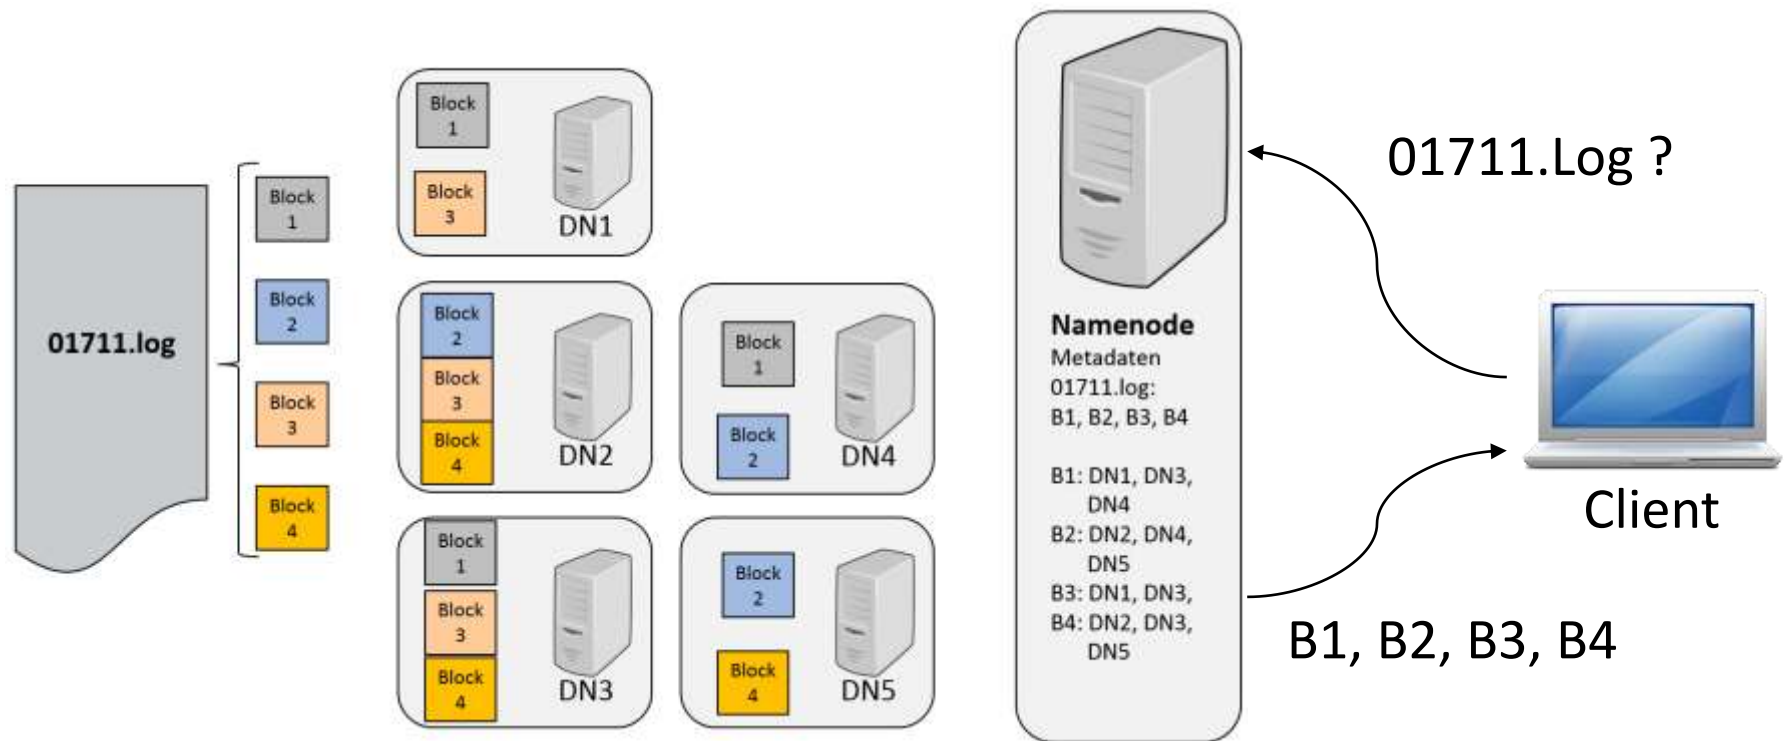 01711.log
Block
1
Block
2
Block
3
Block
4
Block
1
Block
3
DN1
Block
2
Block
3
Block
4
DN2
Block
1
Block
3
Block
4
DN3
Block
1
Block
2
DN4
Block
2
Block
4
DN5
Namenode
Metadaten
01711.log:
B1, B2, B3, B4
B1: DN1, DN3,
DN4
B2: DN2, DN4,
DN5
B3: DN1, DN3,
B4: DN2, DN3,
DN5
01711.Log ?
Client
B1, B2, B3, B4